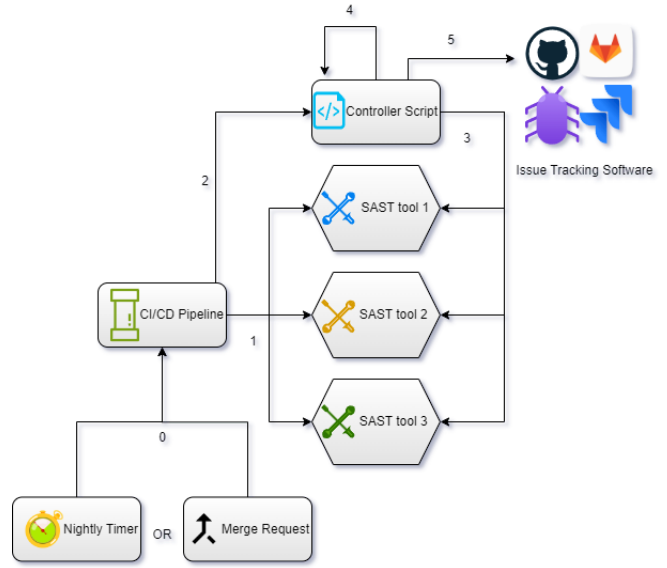 4
5
Controller Script
3
Issue Tracking Software
2
SAST tool 1
CI/CD Pipeline
SAST tool 2
1
SAST tool 3
0
Nightly Timer
OR
Merge Request